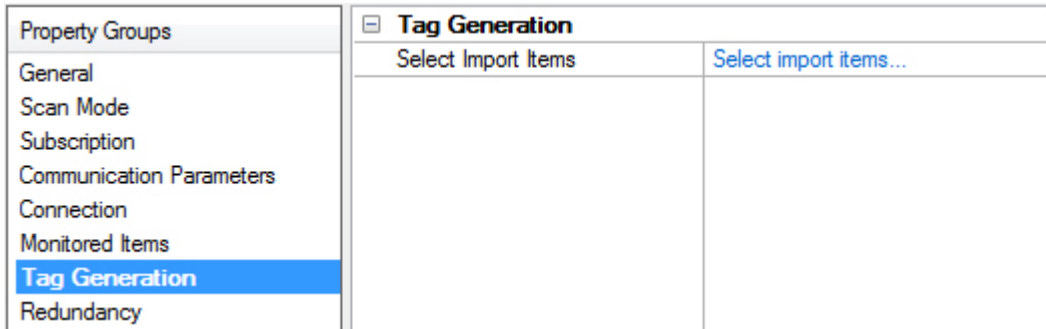 Property Groups
General
Scan Mode
Subscription
Communication Parameters
Connection
Monitored Items
Tag Generation
Redundancy
Tag Generation
Select Import Items
Select import items...